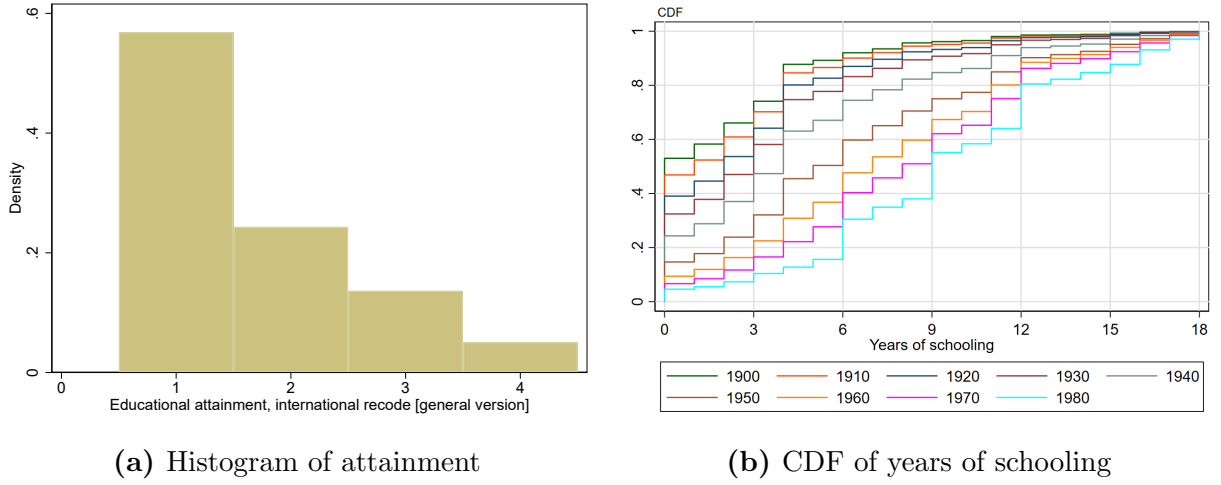 .6
.4
.2
0
Density
0 1 2 3 4
Educational attainment, international recode [general version]
(a) Histogram of attainment
CDF
1
.8
.6
.4
.2
0
0 3 6 9 12 15 18
Years of schooling
1900 1910 1920 1930 1940
1950 1960 1970 1980
(b) CDF of years of schooling